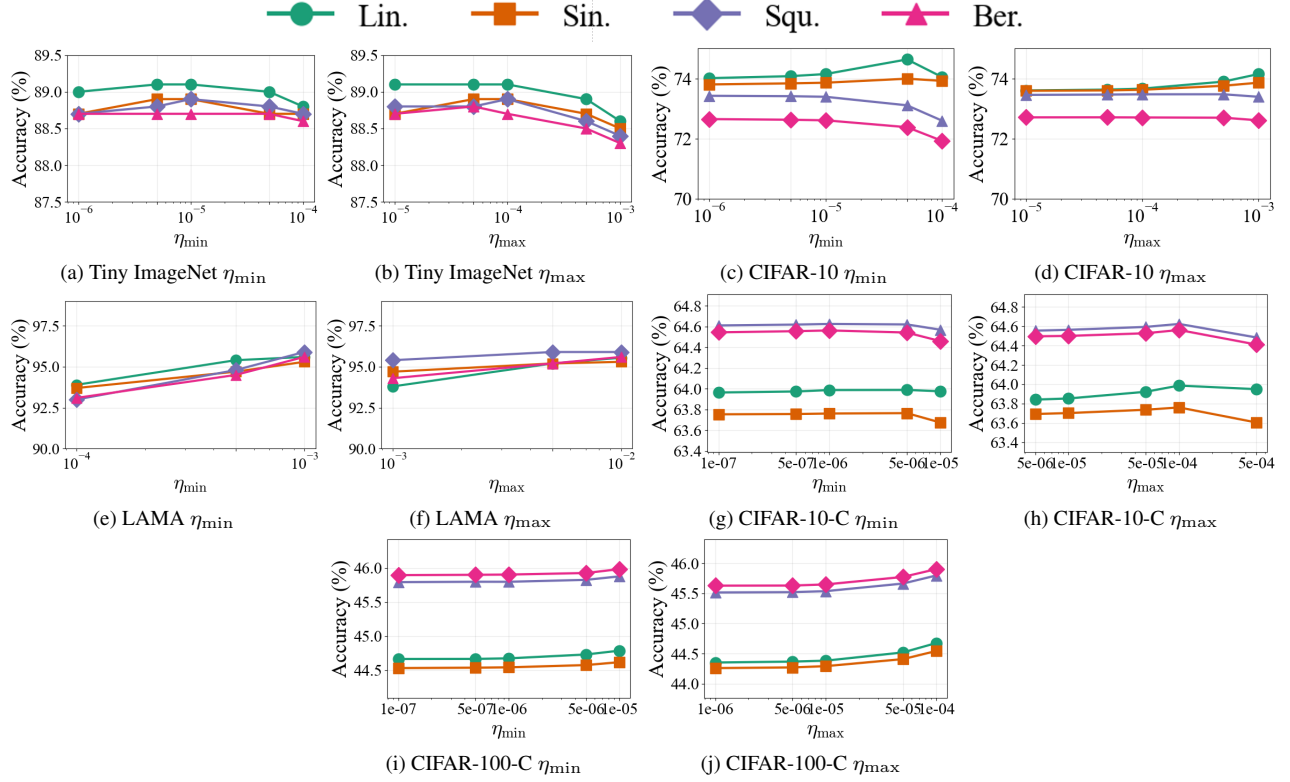 Lin. Sin. Squ. Ber.
Accuracy (%)
89.5
89.0
88.5
88.0
87.5
10⁻⁶ 10⁻⁵ 10⁻⁴
η_min
(a) Tiny ImageNet η_min
Accuracy (%)
89.5
89.0
88.5
88.0
87.5
10⁻⁵ 10⁻⁴ 10⁻³
η_max
(b) Tiny ImageNet η_max
Accuracy (%)
74
72
70
10⁻⁶ 10⁻⁵ 10⁻⁴
η_min
(c) CIFAR-10 η_min
Accuracy (%)
74
72
70
10⁻⁵ 10⁻⁴ 10⁻³
η_max
(d) CIFAR-10 η_max
Accuracy (%)
97.5
95.0
92.5
90.0
10⁻⁴ 10⁻³
η_min
(e) LAMA η_min
Accuracy (%)
97.5
95.0
92.5
90.0
10⁻³ 10⁻²
η_max
(f) LAMA η_max
Accuracy (%)
64.8
64.6
64.4
64.2
64.0
63.8
63.6
63.4
1e-07 5e-07 1e-06 5e-06 1e-05
η_min
(g) CIFAR-10-C η_min
Accuracy (%)
64.8
64.6
64.4
64.2
64.0
63.8
63.6
63.4
5e-06 1e-05 5e-05 1e-04 5e-04
η_max
(h) CIFAR-10-C η_max
Accuracy (%)
46.0
45.5
45.0
44.5
1e-07 5e-07 1e-06 5e-06 1e-05
η_min
(i) CIFAR-100-C η_min
Accuracy (%)
46.0
45.5
45.0
44.5
44.0
1e-06 5e-06 1e-05 5e-05 1e-04
η_max
(j) CIFAR-100-C η_max